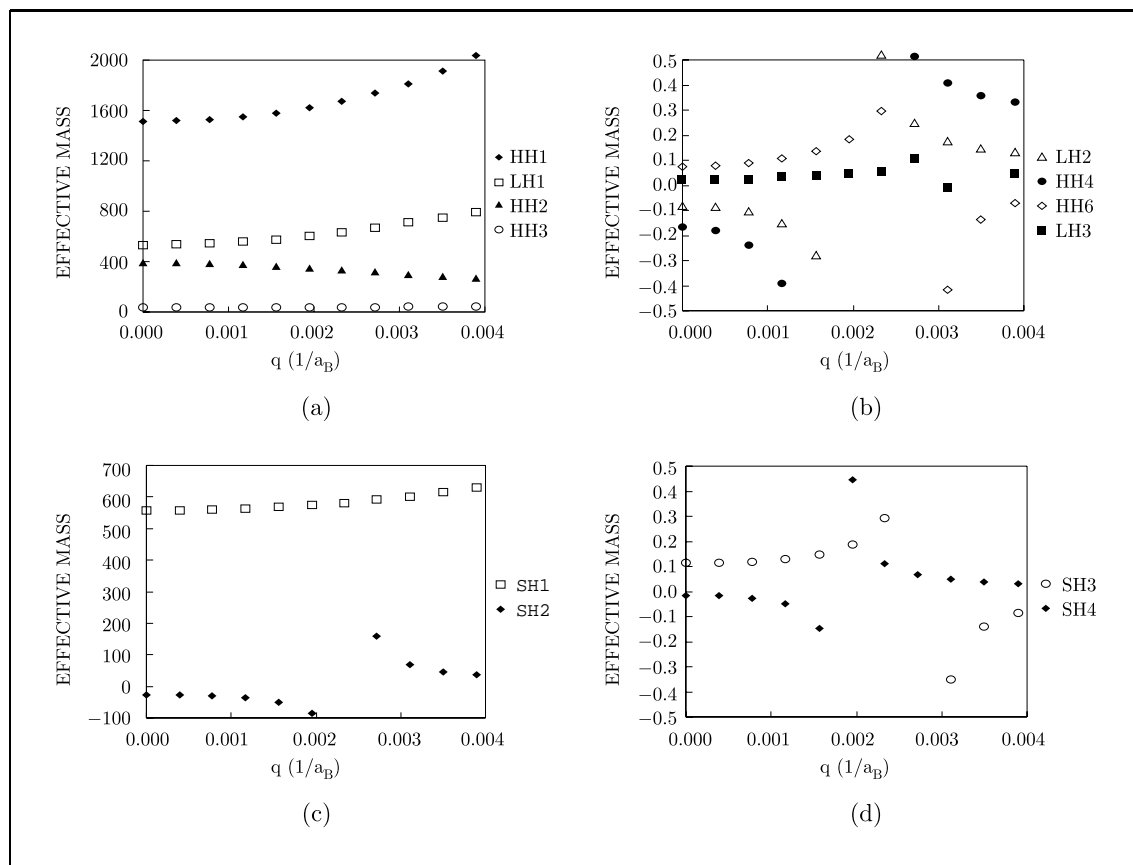 EFFECTIVE MASS
2000
1600
1200
800
400
0
0.000 0.001 0.002 0.003 0.004
q (1/a_B)
HH1
LH1
HH2
HH3
(a)
EFFECTIVE MASS
0.5
0.4
0.3
0.2
0.1
0.0
−0.1
−0.2
−0.3
−0.4
−0.5
0.000 0.001 0.002 0.003 0.004
q (1/a_B)
LH2
HH4
HH6
LH3
(b)
EFFECTIVE MASS
700
600
500
400
300
200
100
0
−100
0.000 0.001 0.002 0.003 0.004
q (1/a_B)
SH1
SH2
(c)
EFFECTIVE MASS
0.5
0.4
0.3
0.2
0.1
0.0
−0.1
−0.2
−0.3
−0.4
−0.5
0.000 0.001 0.002 0.003 0.004
q (1/a_B)
SH3
SH4
(d)